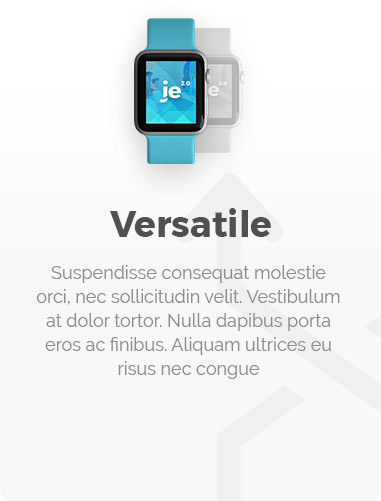 je 2.0
je 3.0
Versatile
Suspendisse consequat molestie
orci, nec sollicitudin velit. Vestibulum
at dolor tortor. Nulla dapibus porta
eros ac finibus. Aliquam ultrices eu
risus nec congue